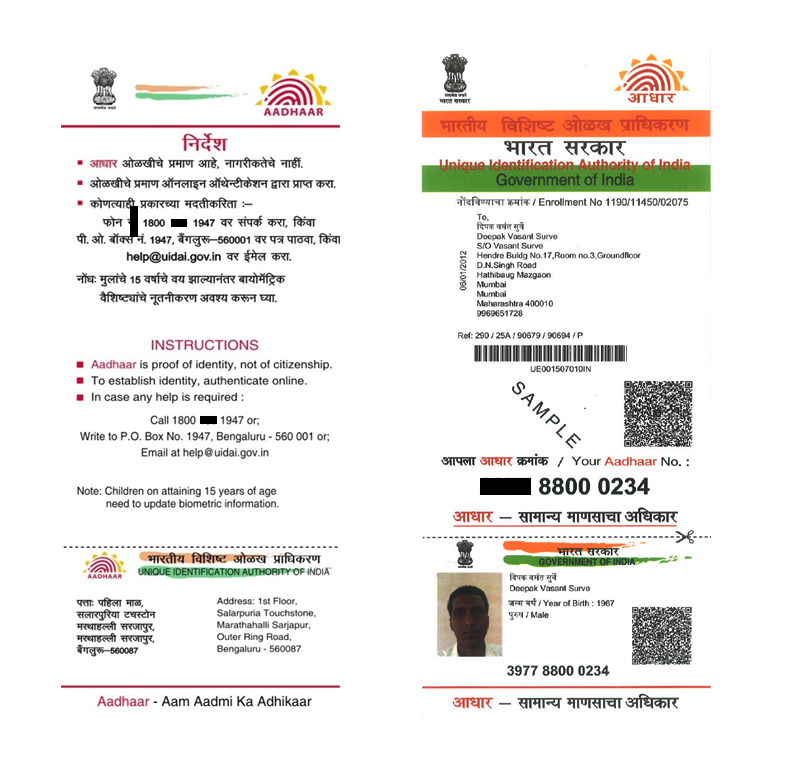 AADHAAR
निर्देश
आधार ओळखीचे प्रमाण आहे, नागरीकतेचे नाहीं.
ओळखीचे प्रमाण ऑनलाइन ऑथेन्टीकेशन द्वारा प्राप्त करा.
कोणत्याही प्रकारच्या मदतीकरिता :–
फोन 1800 1947 वर संपर्क करा, किंवा
पी. ओ. बॉक्स नं. 1947, बैंगलुरू–560001 वर पत्र पाठवा, किंवा
help@uidai.gov.in वर ईमेल करा.
नोंधः मुलांचे 15 वर्षाचे वय झाल्यानंतर बायोमेंट्रिक
वैशिष्ट्यांचे नूतनीकरण अवश्य करून घ्या.
INSTRUCTIONS
Aadhaar is proof of identity, not of citizenship.
To establish identity, authenticate online.
In case any help is required :
Call 1800 1947 or;
Write to P.O. Box No. 1947, Bengaluru - 560 001 or;
Email at help@uidai.gov.in
Note: Children on attaining 15 years of age
need to update biometric information.
AADHAAR
भारतीय विशिष्ट ओळख प्राधिकरण
UNIQUE IDENTIFICATION AUTHORITY OF INDIA
पत्ताः पहिला माळ,
सलारपुरिया टचस्टोन
मरथाहल्ली सरजापुर,
मरथाहल्ली सरजापुर,
बैंगलुरू–560087
Address: 1st Floor,
Salarpuria Touchstone,
Marathahalli Sarjapur,
Outer Ring Road,
Bengaluru - 560087
Aadhaar - Aam Aadmi Ka Adhikaar
भारत सरकार
आधार
भारतीय विशिष्ट ओळख प्राधिकरण
भारत सरकार
Unique Identification Authority of India
Government of India
नोंदविण्याचा क्रमांक / Enrollment No 1190/11450/02075
To,
दिपक वसंत सुर्वे
Deepak Vasant Surve
S/O Vasant Surve
Hendre Buldg No.17,Room no.3,Groundfloor
D.N.Singh Road
Hathibaug Mazgaon
Mumbai
Mumbai
Maharashtra 400010
9969651728
06/01/2012
Ref: 290 / 25A / 90679 / 90694 / P
UE001507010IN
SAMPLE
आपला आधार क्रमांक / Your Aadhaar No. :
8800 0234
आधार – सामान्य माणसाचा अधिकार
भारत सरकार
GOVERNMENT OF INDIA
दिपक वसंत सुर्वे
Deepak Vasant Surve
जन्म वर्ष / Year of Birth : 1967
पुरुष / Male
3977 8800 0234
आधार – सामान्य माणसाचा अधिकार